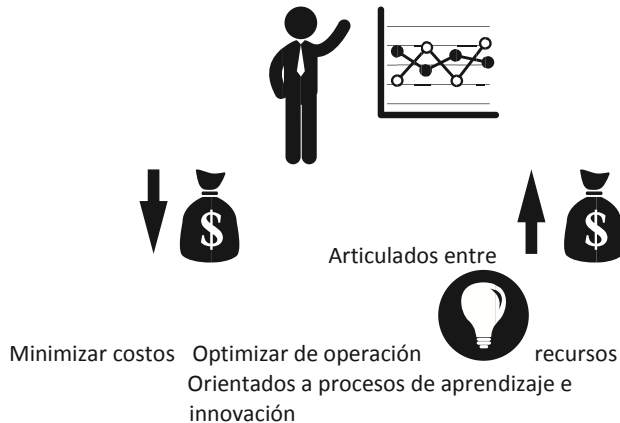 $
$
Articulados entre
Minimizar costos Optimizar de operación recursos
Orientados a procesos de aprendizaje e
innovación